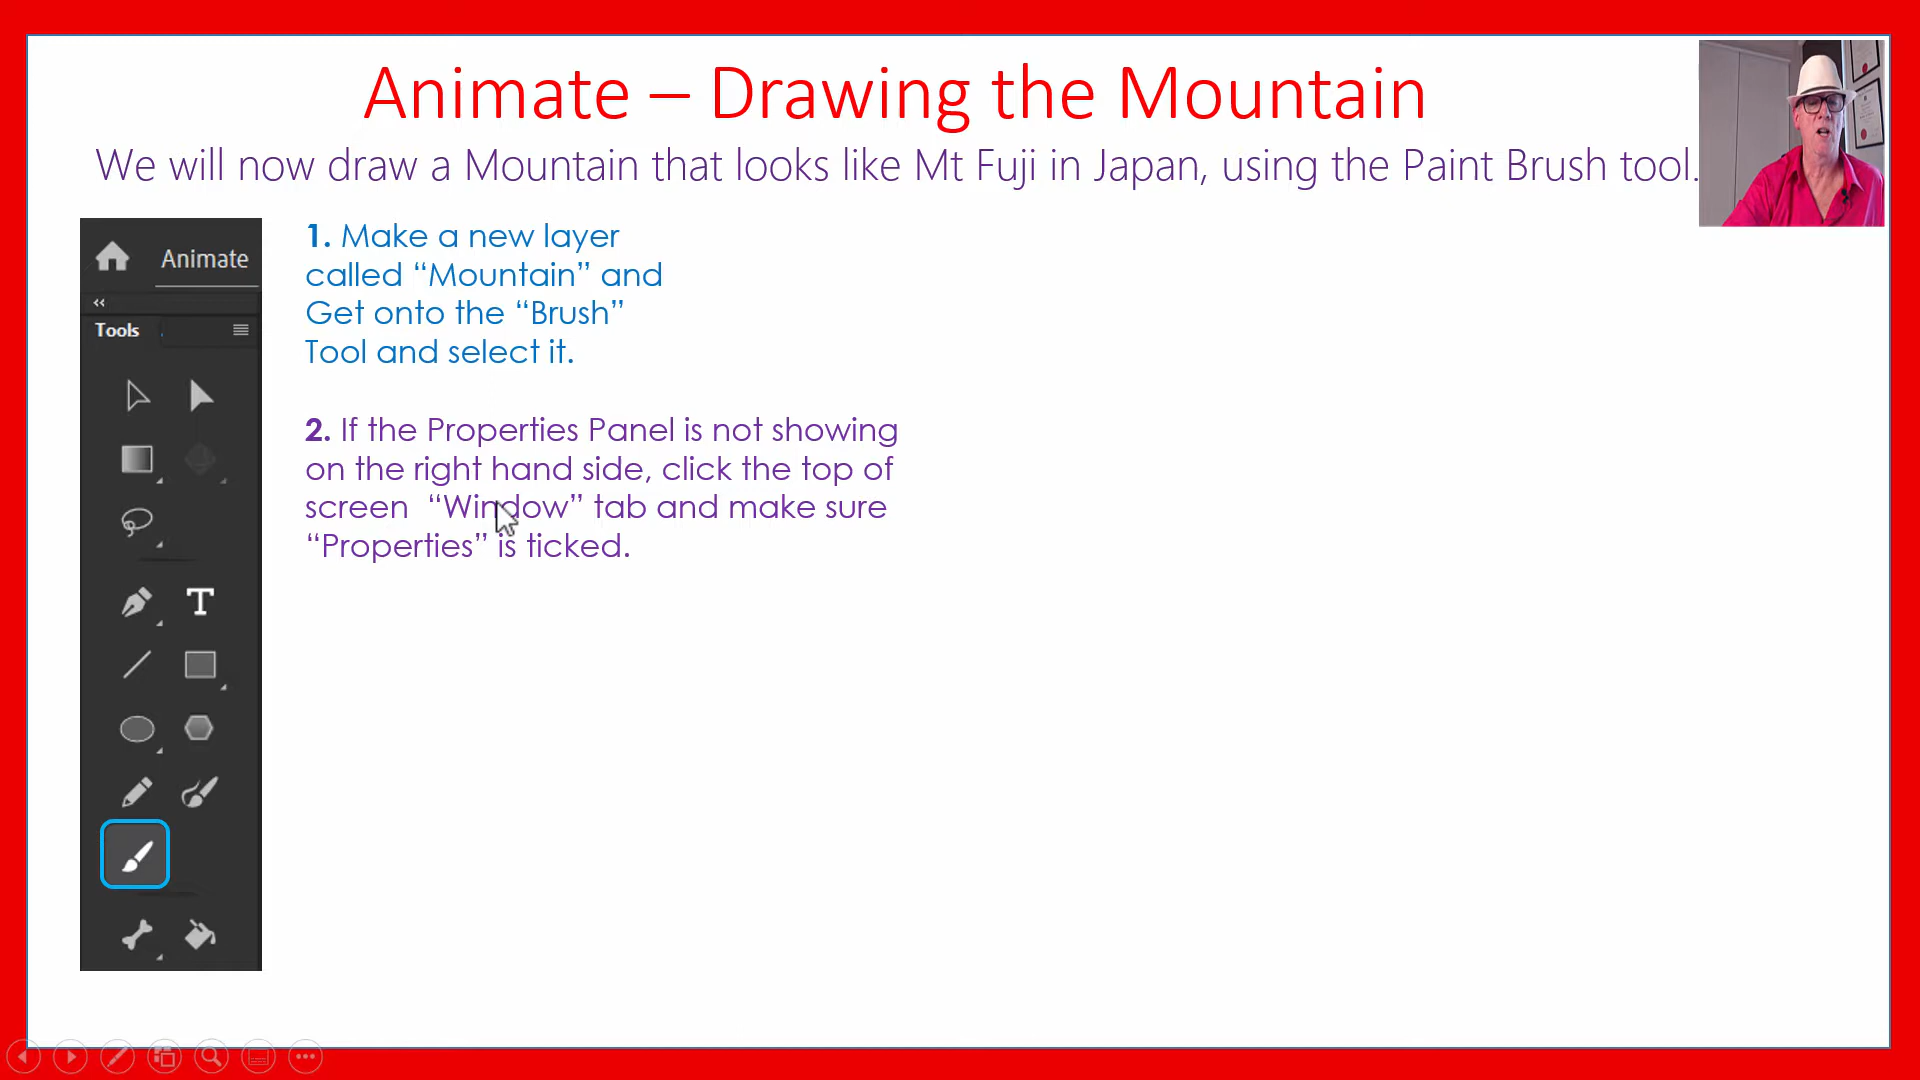 Animate – Drawing the Mountain
We will now draw a Mountain that looks like Mt Fuji in Japan, using the Paint Brush tool.
Animate
Tools
1. Make a new layer
called “Mountain” and
Get onto the “Brush”
Tool and select it.
2. If the Properties Panel is not showing
on the right hand side, click the top of
screen “Window” tab and make sure
“Properties” is ticked.